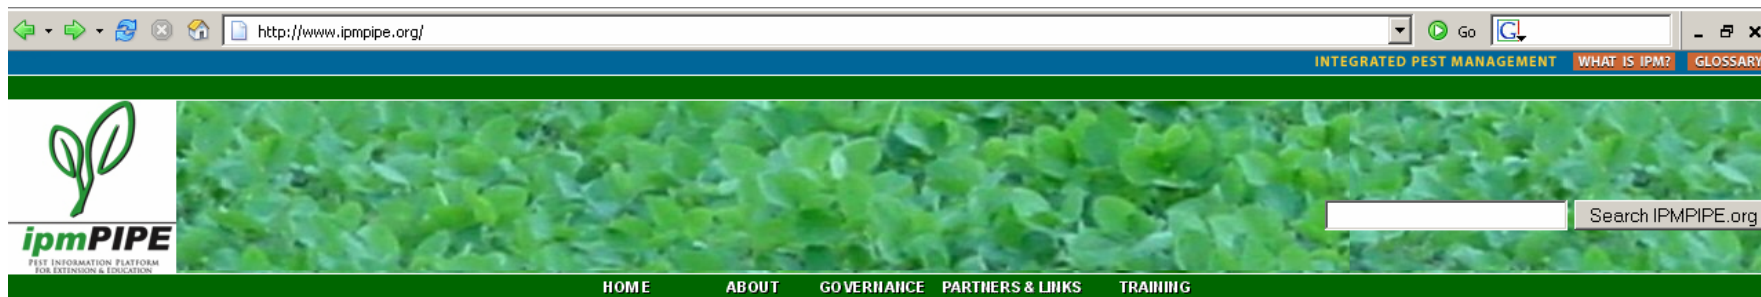 http://www.ipmpipe.org/
Go
G
INTEGRATED PEST MANAGEMENT WHAT IS IPM? GLOSSARY
Search IPMPIPE.org
ipmPIPE
PEST INFORMATION PLATFORM
FOR EXTENSION & EDUCATION
HOME ABOUT GOVERNANCE PARTNERS & LINKS TRAINING